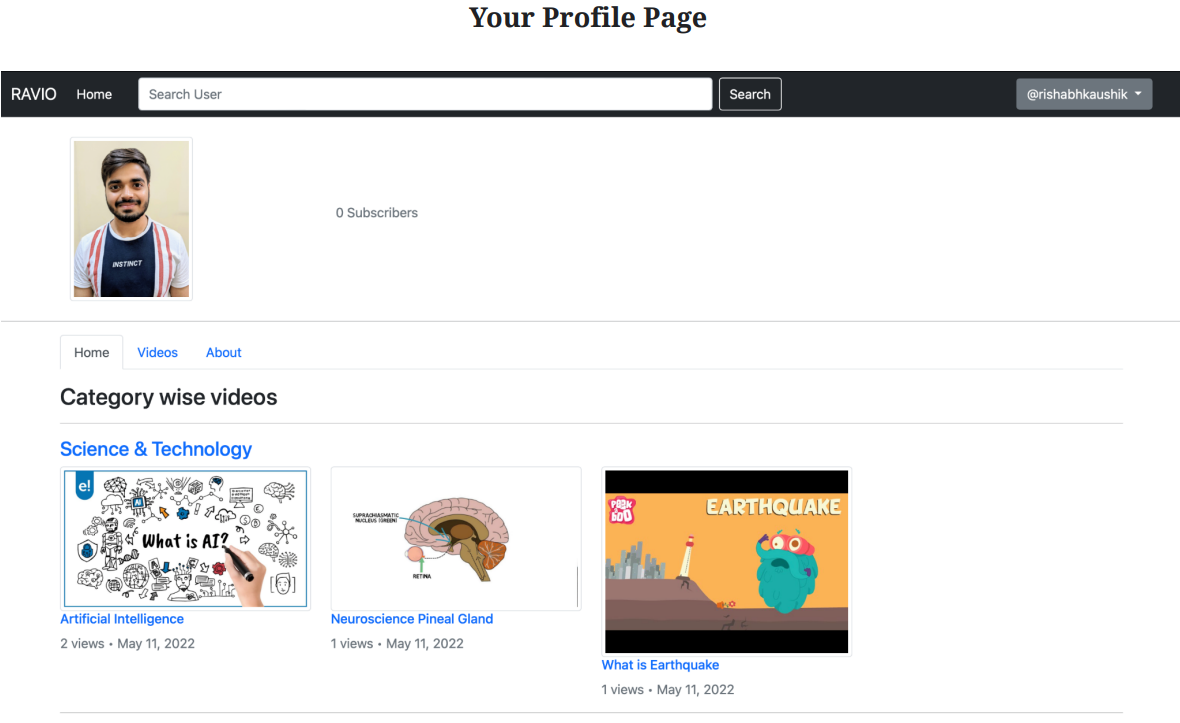 Your Profile Page
RAVIO Home Search User Search @rishabhkaushik
INSTINCT
0 Subscribers
Home Videos About
Category wise videos
Science & Technology
e!
AI
What is AI?
Artificial Intelligence
2 views • May 11, 2022
SUPRACHIASMATIC
NUCLEUS (GREEN)
RETINA
Neuroscience Pineal Gland
1 views • May 11, 2022
PEEK
A
BOO
EARTHQUAKE
What is Earthquake
1 views • May 11, 2022